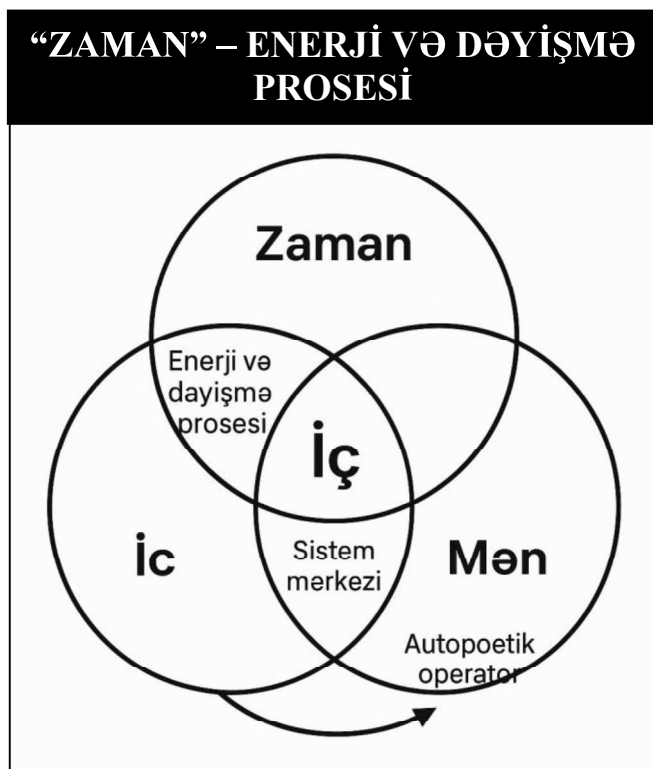 “ZAMAN” – ENERJİ VƏ DƏYİŞMƏ
PROSESİ
Zaman
Enerji və
dayişmə
prosesi
İç
İc
Sistem
merkezi
Mən
Autopoetik
operator